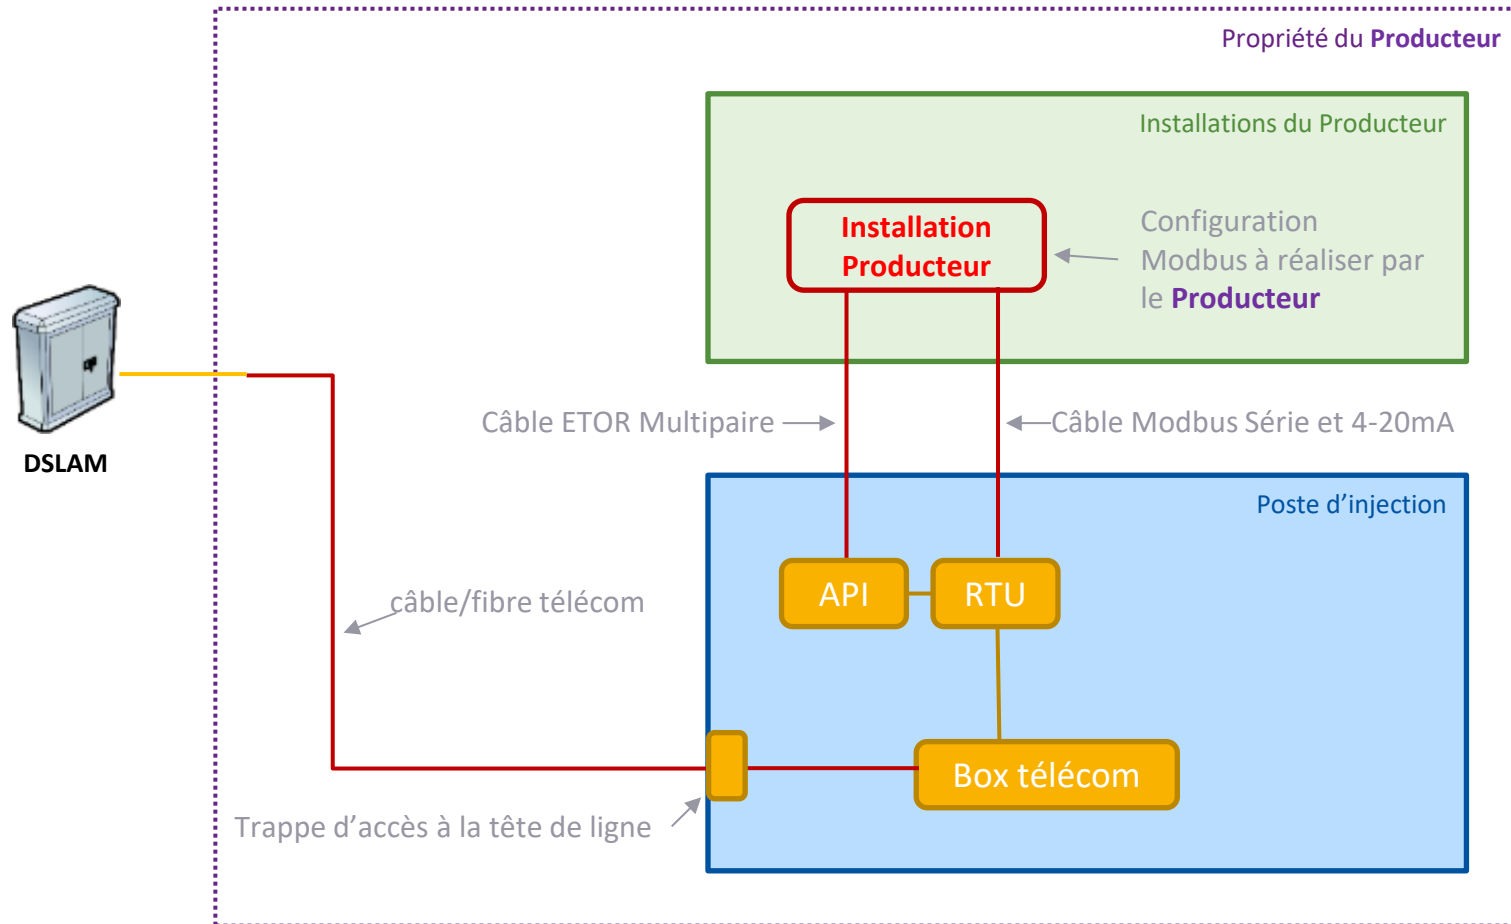 Propriété du Producteur
Installations du Producteur
Installation
Producteur
Configuration
Modbus à réaliser par
le Producteur
DSLAM
Câble ETOR Multipaire
Câble Modbus Série et 4-20mA
Poste d’injection
API
RTU
câble/fibre télécom
Box télécom
Trappe d’accès à la tête de ligne